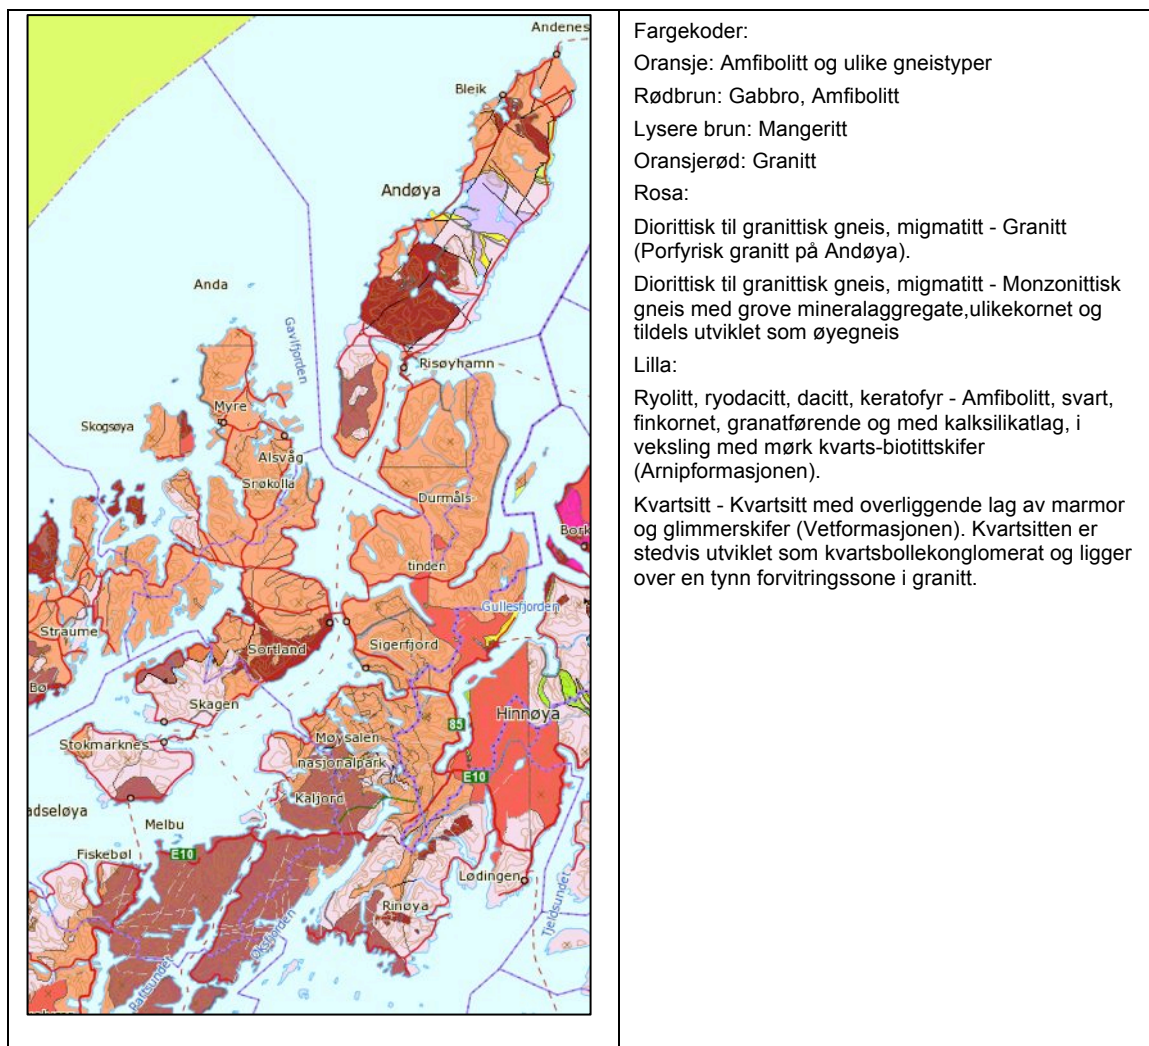 Andenes
Bleik
Andøya
Anda
Gavlfjorden
Risøyhamn
Myre
Skogsøya
Alsvåg
Snøkolla
Durmåls
Bork
tinden
Gullesfjorden
Straume
Sortland
Sigerfjord
Bø
Skagen
Hinnøya
85
Stokmarknes
Møysalen
nasjonalpark
E10
Kaljord
adseløya
Melbu
Fiskebøl
E10
Lødingen
Rinøya
Øksfjorden
Tjeldsundet
Raftsundet
Fargekoder:
Oransje: Amfibolitt og ulike gneistyper
Rødbrun: Gabbro, Amfibolitt
Lysere brun: Mangeritt
Oransjerød: Granitt
Rosa:
Diorittisk til granittisk gneis, migmatitt - Granitt
(Porfyrisk granitt på Andøya).
Diorittisk til granittisk gneis, migmatitt - Monzonittisk
gneis med grove mineralaggregate,ulikekornet og
tildels utviklet som øyegneis
Lilla:
Ryolitt, ryodacitt, dacitt, keratofyr - Amfibolitt, svart,
finkornet, granatførende og med kalksilikatlag, i
veksling med mørk kvarts-biotittskifer
(Arnipformasjonen).
Kvartsitt - Kvartsitt med overliggende lag av marmor
og glimmerskifer (Vetformasjonen). Kvartsitten er
stedvis utviklet som kvartsbollekonglomerat og ligger
over en tynn forvitringssone i granitt.